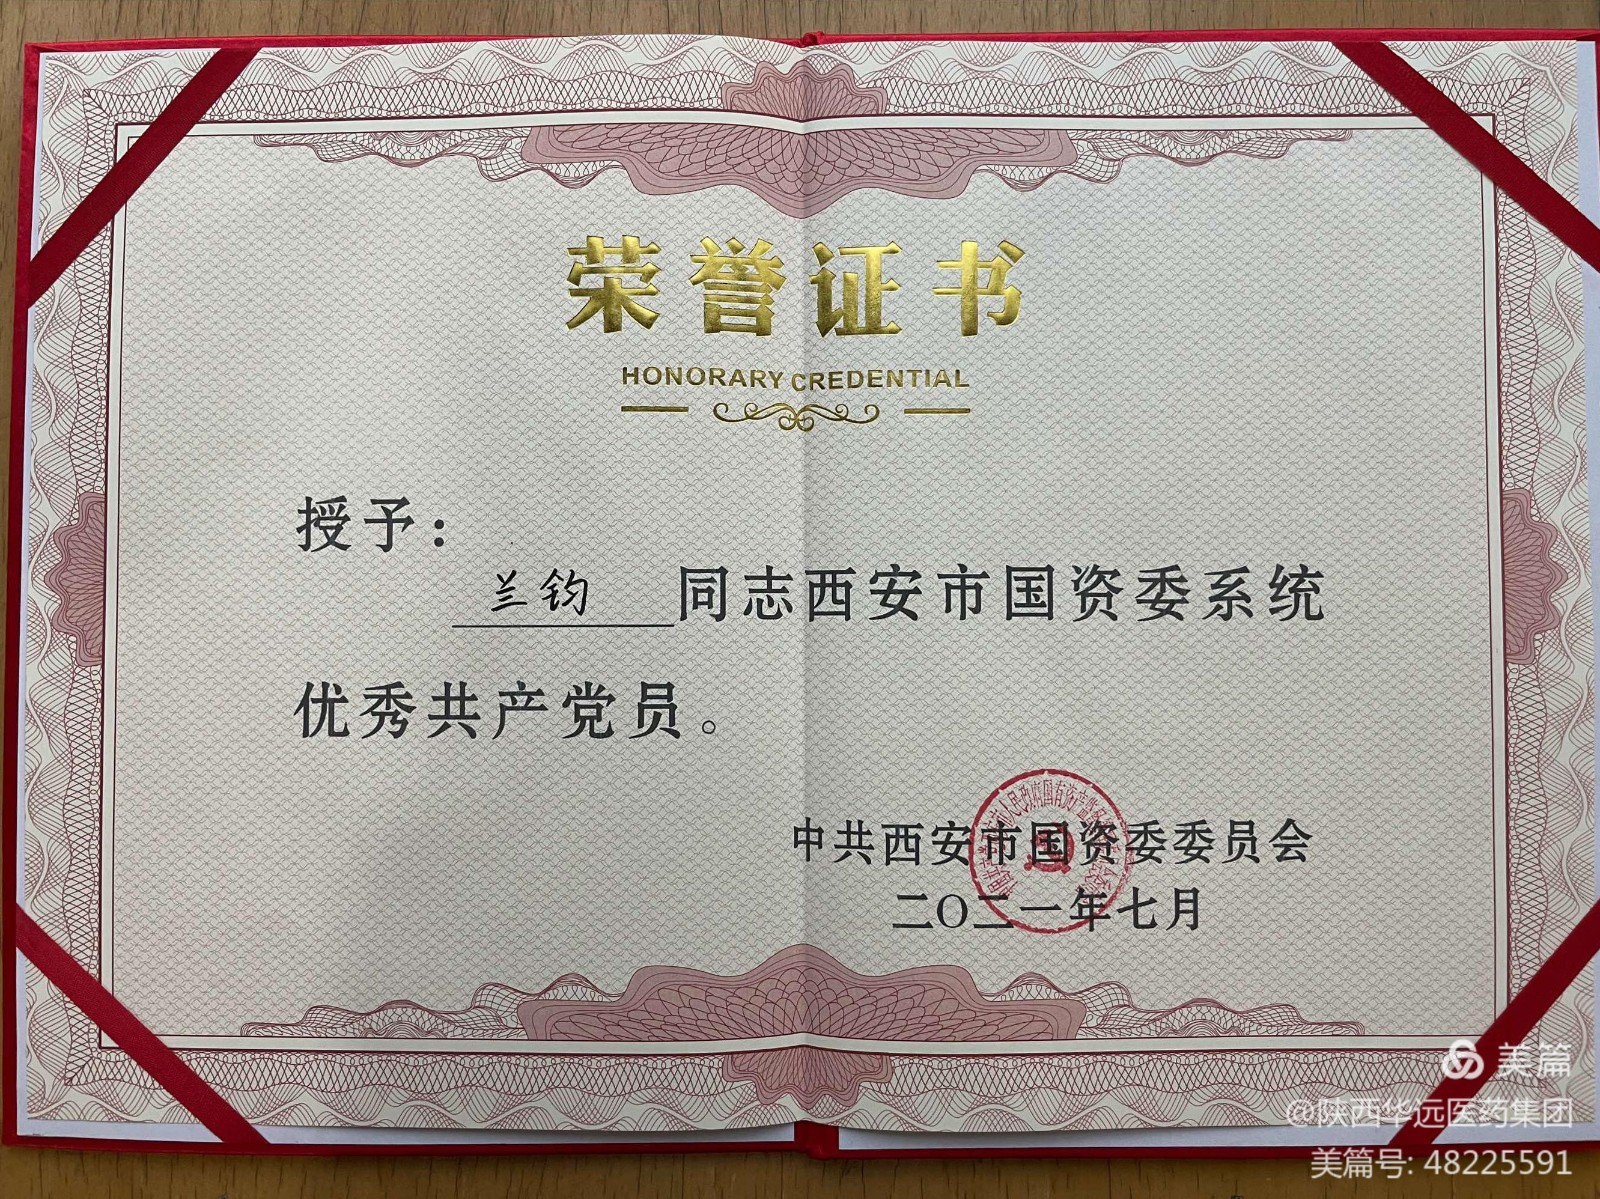 荣誉证书
HONORARY CREDENTIAL
授予：
兰钧 同志西安市国资委系统
优秀共产党员。
中共西安市国资委委员会
二〇二一年七月
美篇
@陕西华远医药集团
美篇号: 48225591